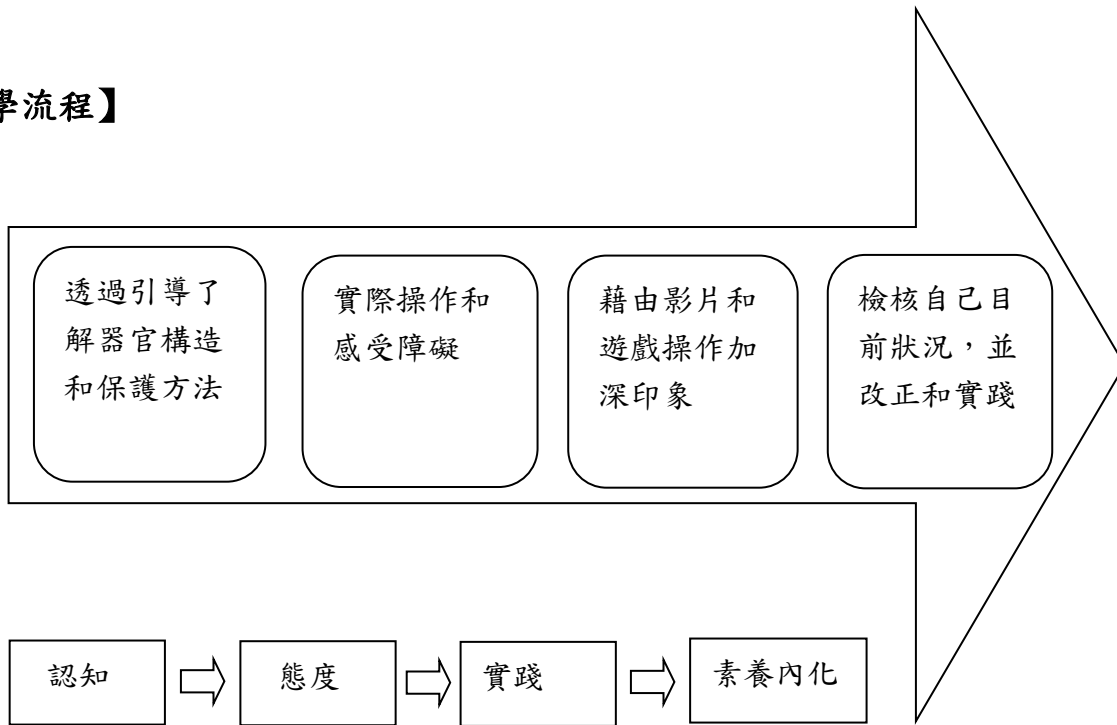 學流程】
透過引導了
解器官構造
和保護方法
實際操作和
感受障礙
藉由影片和
遊戲操作加
深印象
檢核自己目
前狀況，並
改正和實踐
認知
態度
實踐
素養內化